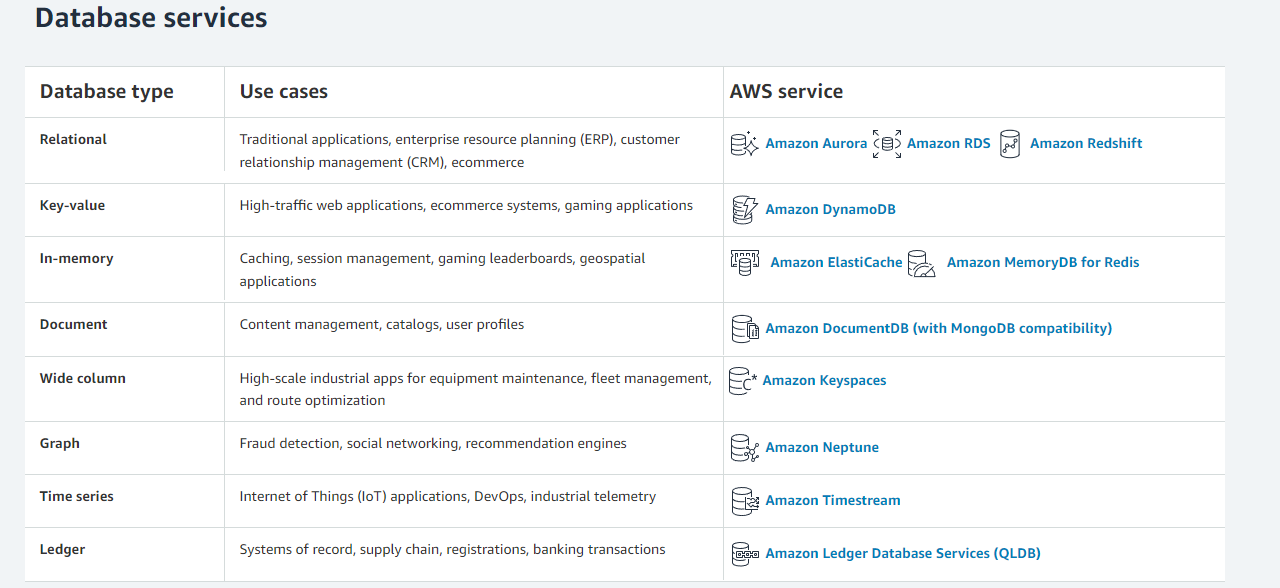 Database services
Database type
Use cases
AWS service
Relational
Traditional applications, enterprise resource planning (ERP), customer
relationship management (CRM), ecommerce
Amazon Aurora
Amazon RDS
Amazon Redshift
Key-value
High-traffic web applications, ecommerce systems, gaming applications
Amazon DynamoDB
In-memory
Caching, session management, gaming leaderboards, geospatial
applications
Amazon ElastiCache
Amazon MemoryDB for Redis
Document
Content management, catalogs, user profiles
Amazon DocumentDB (with MongoDB compatibility)
Wide column
High-scale industrial apps for equipment maintenance, fleet management,
and route optimization
Amazon Keyspaces
Graph
Fraud detection, social networking, recommendation engines
Amazon Neptune
Time series
Internet of Things (IoT) applications, DevOps, industrial telemetry
Amazon Timestream
Ledger
Systems of record, supply chain, registrations, banking transactions
Amazon Ledger Database Services (QLDB)